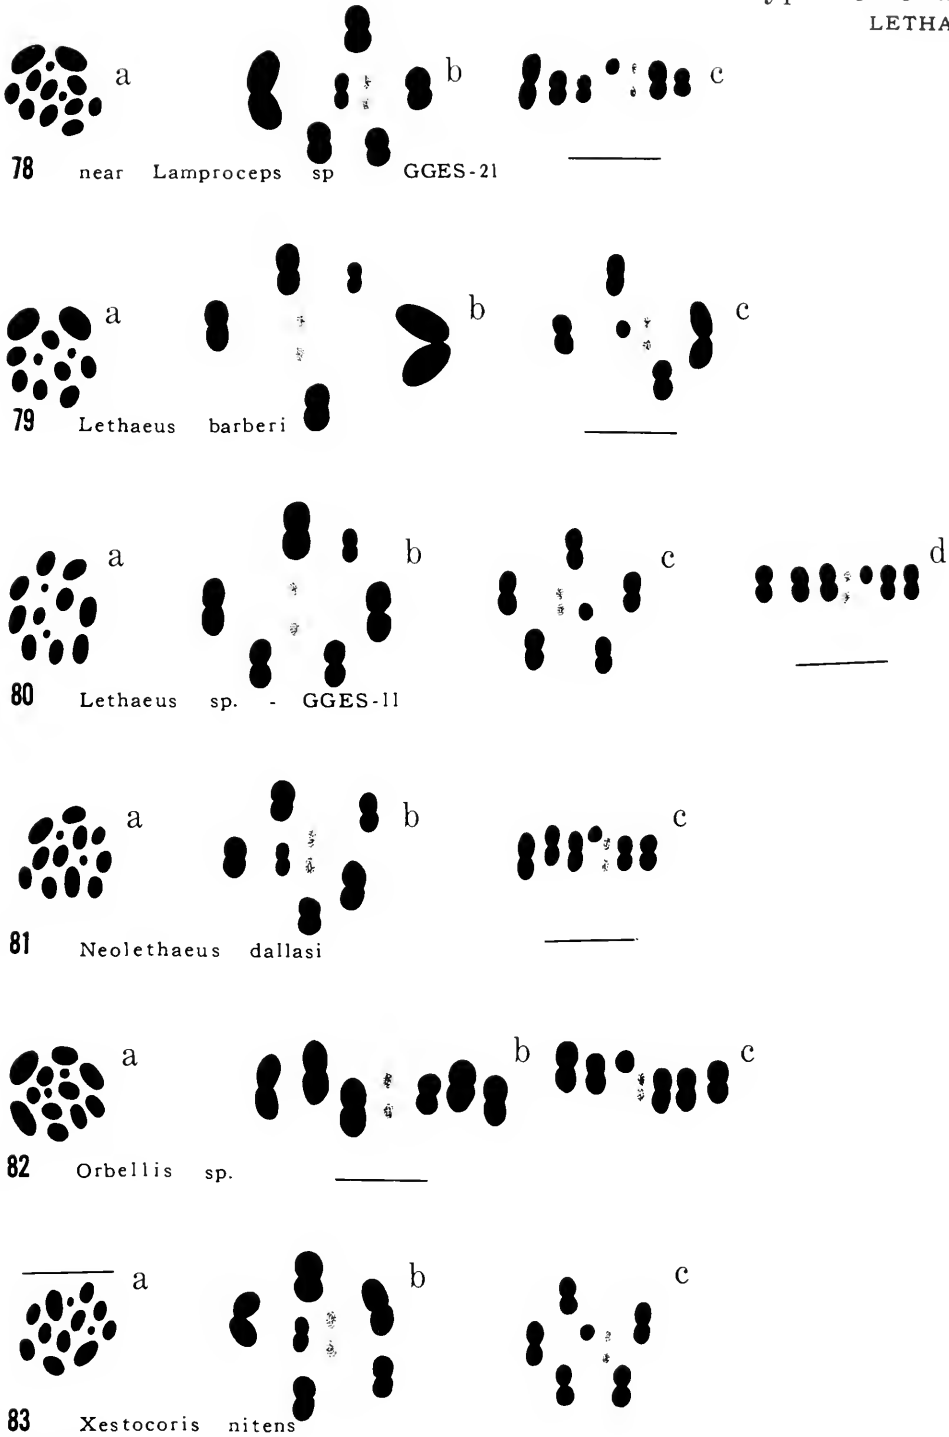 LETHA
a b c
78 near Lamproceps sp GGES-21
a b c
79 Lethaeus barberi
a b c d
80 Lethaeus sp. - GGES-11
a b c
81 Neolethaeus dallasi
a b c
82 Orbellis sp.
a b c
83 Xestocoris nitens